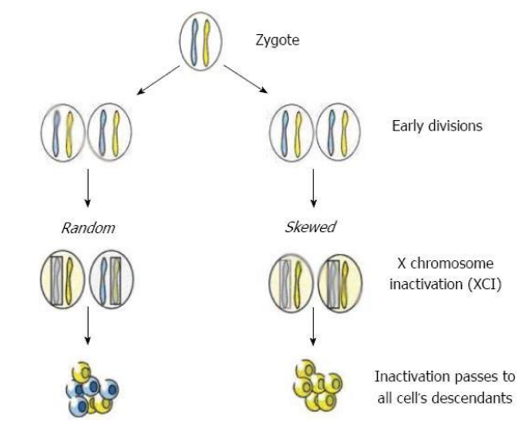 Zygote
Early divisions
Random
Skewed
X chromosome
inactivation (XCI)
Inactivation passes to
all cell's descendants